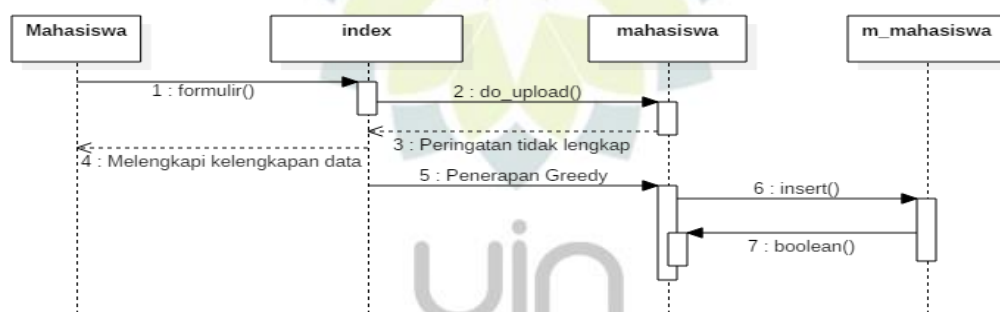 Mahasiswa
index
mahasiswa
m_mahasiswa
1 : formulir()
2 : do_upload()
3 : Peringatan tidak lengkap
4 : Melengkapi kelengkapan data
5 : Penerapan Greedy
6 : insert()
7 : boolean()
uin